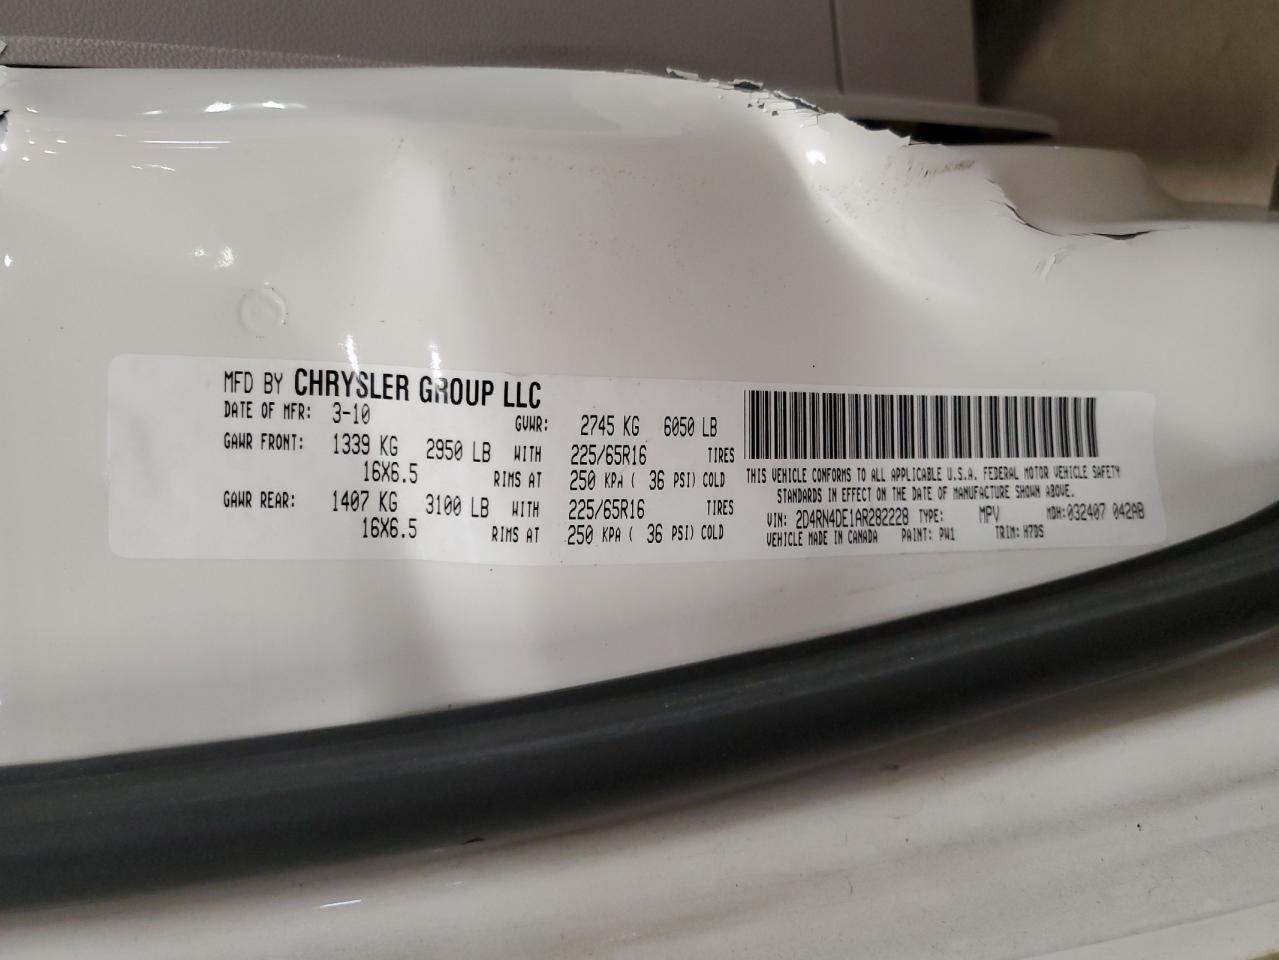 MFD BY CHRYSLER GROUP LLC
DATE OF MFR: 3-10 GVWR: 2745 KG 6050 LB
GAWR FRONT: 1339 KG 2950 LB WITH 225/65R16 TIRES
16X6.5 RIMS AT 250 KPA ( 36 PSI) COLD
GAWR REAR: 1407 KG 3100 LB WITH 225/65R16 TIRES
16X6.5 RIMS AT 250 KPA ( 36 PSI) COLD
THIS VEHICLE CONFORMS TO ALL APPLICABLE U.S.A. FEDERAL MOTOR VEHICLE SAFETY
STANDARDS IN EFFECT ON THE DATE OF MANUFACTURE SHOWN ABOVE.
VIN: 2D4RN4DE1AR282228 TYPE: MPV MDH:032407 042AB
VEHICLE MADE IN CANADA PAINT: PW1 TRIM: H7DS